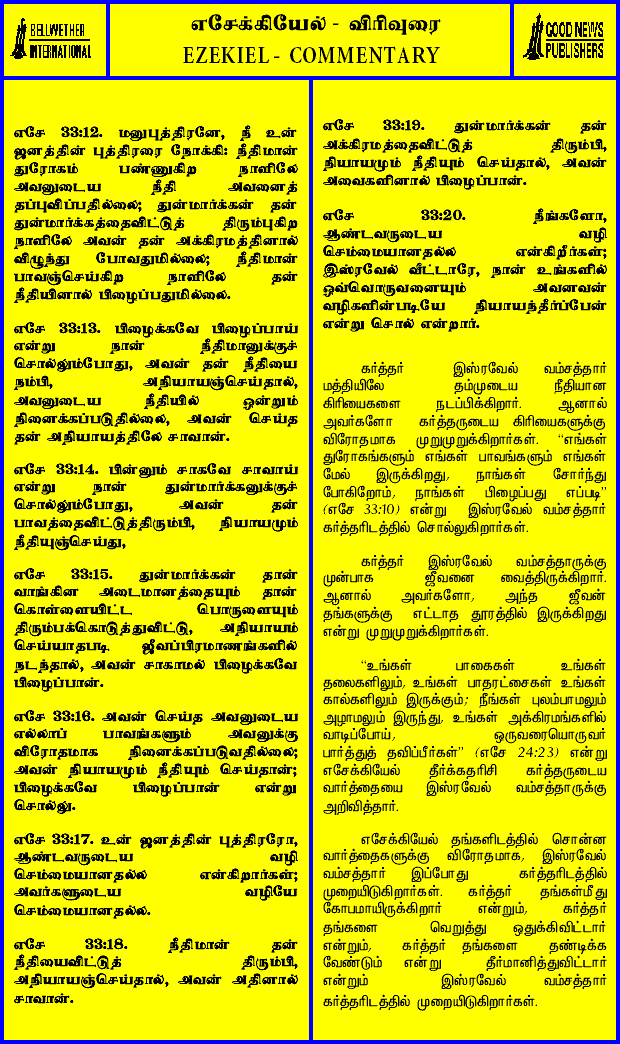 BELLWETHER
INTERNATIONAL
எசேக்கியேல் - விரிவுரை
EZEKIEL - COMMENTARY
GOOD NEWS
PUBLISHERS
எசே 33:12. மனுபுத்திரனே, நீ உன்
ஜனத்தின் புத்திரரை நோக்கி: நீதிமான்
துரோகம் பண்ணுகிற நாளிலே
அவனுடைய நீதி அவனைத்
தப்புவிப்பதில்லை; துன்மார்க்கன் தன்
துன்மார்க்கத்தைவிட்டுத் திரும்புகிற
நாளிலே அவன் தன் அக்கிரமத்தினால்
விழுந்து போவதுமில்லை; நீதிமான்
பாவஞ்செய்கிற நாளிலே தன்
நீதியினால் பிழைப்பதுமில்லை.
எசே 33:13. பிழைக்கவே பிழைப்பாய்
என்று நான் நீதிமானுக்குச்
சொல்லும்போது, அவன் தன் நீதியை
நம்பி, அநியாயஞ்செய்தால்,
அவனுடைய நீதியில் ஒன்றும்
நினைக்கப்படுதில்லை, அவன் செய்த
தன் அநியாயத்திலே சாவான்.
எசே 33:14. பின்னும் சாகவே சாவாய்
என்று நான் துன்மார்க்கனுக்குச்
சொல்லும்போது, அவன் தன்
பாவத்தைவிட்டுத்திரும்பி, நியாயமும்
நீதியுஞ்செய்து,
எசே 33:15. துன்மார்க்கன் தான்
வாங்கின அடைமானத்தையும் தான்
கொள்ளையிட்ட பொருளையும்
திரும்பக்கொடுத்துவிட்டு, அநியாயம்
செய்யாதபடி ஜீவப்பிரமாணங்களில்
நடந்தால், அவன் சாகாமல் பிழைக்கவே
பிழைப்பான்.
எசே 33:16. அவன் செய்த அவனுடைய
எல்லாப் பாவங்களும் அவனுக்கு
விரோதமாக நினைக்கப்படுவதில்லை;
அவன் நியாயமும் நீதியும் செய்தான்;
பிழைக்கவே பிழைப்பான் என்று
சொல்லு.
எசே 33:17. உன் ஜனத்தின் புத்திரரோ,
ஆண்டவருடைய வழி
செம்மையானதல்ல என்கிறார்கள்;
அவர்களுடைய வழியே
செம்மையானதல்ல.
எசே 33:18. நீதிமான் தன்
நீதியைவிட்டுத் திரும்பி,
அநியாயஞ்செய்தால், அவன் அதினால்
சாவான்.
எசே 33:19. துன்மார்க்கன் தன்
அக்கிரமத்தைவிட்டுத் திரும்பி,
நியாயமும் நீதியும் செய்தால், அவன்
அவைகளினால் பிழைப்பான்.
எசே 33:20. நீங்களோ,
ஆண்டவருடைய வழி
செம்மையானதல்ல என்கிறீர்கள்;
இஸ்ரவேல் வீட்டாரே, நான் உங்களில்
ஒவ்வொருவனையும் அவனவன்
வழிகளின்படியே நியாயந்தீர்ப்பேன்
என்று சொல் என்றார்.
கர்த்தர் இஸ்ரவேல் வம்சத்தார்
மத்தியிலே தம்முடைய நீதியான
கிரியைகளை நடப்பிக்கிறார். ஆனால்
அவர்களோ கர்த்தருடைய கிரியைகளுக்கு
விரோதமாக முறுமுறுக்கிறார்கள். “எங்கள்
துரோகங்களும் எங்கள் பாவங்களும் எங்கள்
மேல் இருக்கிறது, நாங்கள் சோர்ந்து
போகிறோம், நாங்கள் பிழைப்பது எப்படி”
(எசே 33:10) என்று இஸ்ரவேல் வம்சத்தார்
கர்த்தரிடத்தில் சொல்லுகிறார்கள்.
கர்த்தர் இஸ்ரவேல் வம்சத்தாருக்கு
முன்பாக ஜீவனை வைத்திருக்கிறார்.
ஆனால் அவர்களோ, அந்த ஜீவன்
தங்களுக்கு எட்டாத தூரத்தில் இருக்கிறது
என்று முறுமுறுக்கிறார்கள்.
“உங்கள் பாகைகள் உங்கள்
தலைகளிலும், உங்கள் பாதரட்சைகள் உங்கள்
கால்களிலும் இருக்கும்; நீங்கள் புலம்பாமலும்
அழாமலும் இருந்து, உங்கள் அக்கிரமங்களில்
வாடிப்போய், ஒருவரையொருவர்
பார்த்துத் தவிப்பீர்கள்” (எசே 24:23) என்று
எசேக்கியேல் தீர்க்கதரிசி கர்த்தருடைய
வார்த்தையை இஸ்ரவேல் வம்சத்தாருக்கு
அறிவித்தார்.
எசேக்கியேல் தங்களிடத்தில் சொன்ன
வார்த்தைகளுக்கு விரோதமாக, இஸ்ரவேல்
வம்சத்தார் இப்போது கர்த்தரிடத்தில்
முறையிடுகிறார்கள். கர்த்தர் தங்கள்மீது
கோபமாயிருக்கிறார் என்றும், கர்த்தர்
தங்களை வெறுத்து ஒதுக்கிவிட்டார்
என்றும், கர்த்தர் தங்களை தண்டிக்க
வேண்டும் என்று தீர்மானித்துவிட்டார்
என்றும் இஸ்ரவேல் வம்சத்தார்
கர்த்தரிடத்தில் முறையிடுகிறார்கள்.